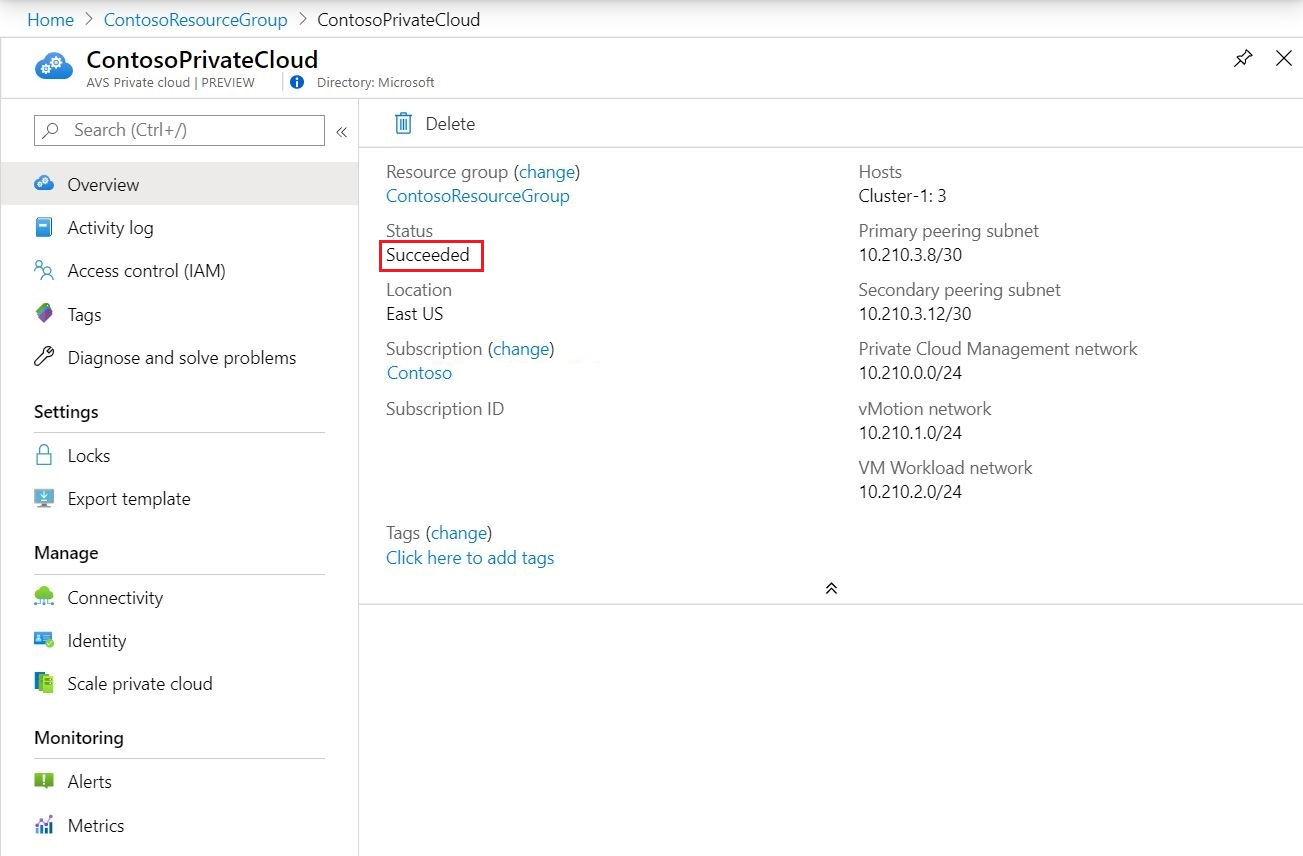 Home > ContosoResourceGroup > ContosoPrivateCloud
ContosoPrivateCloud
AVS Private cloud | PREVIEW
Directory: Microsoft
Search (Ctrl+/)
«
Overview
Activity log
Access control (IAM)
Tags
Diagnose and solve problems
Settings
Locks
Export template
Manage
Connectivity
Identity
Scale private cloud
Monitoring
Alerts
Metrics
Delete
Resource group (change)
ContosoResourceGroup
Status
Succeeded
Location
East US
Subscription (change)
Contoso
Subscription ID
Tags (change)
Click here to add tags
Hosts
Cluster-1: 3
Primary peering subnet
10.210.3.8/30
Secondary peering subnet
10.210.3.12/30
Private Cloud Management network
10.210.0.0/24
vMotion network
10.210.1.0/24
VM Workload network
10.210.2.0/24